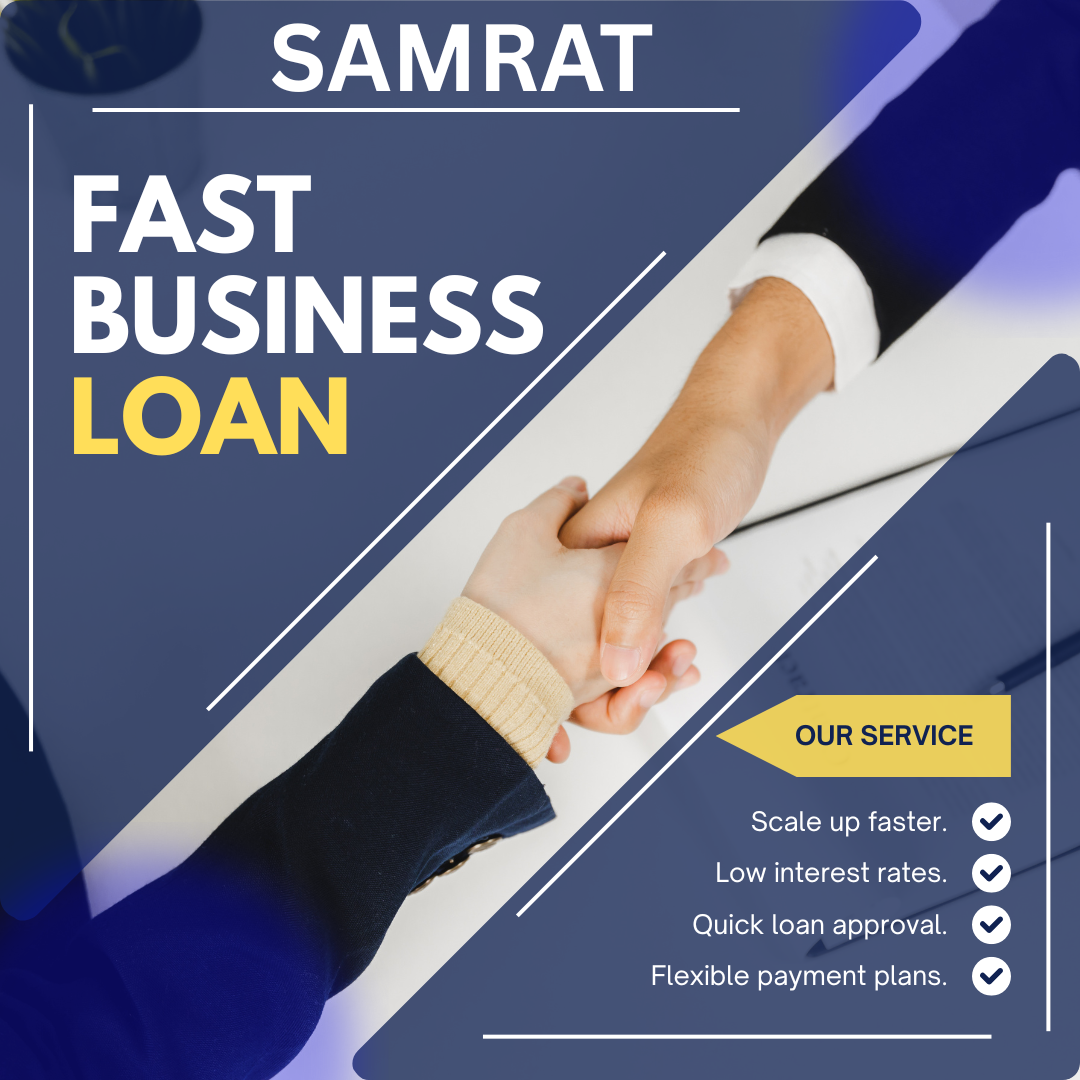 SAMRAT
FAST
BUSINESS
LOAN
OUR SERVICE
Scale up faster.
Low interest rates.
Quick loan approval.
Flexible payment plans.